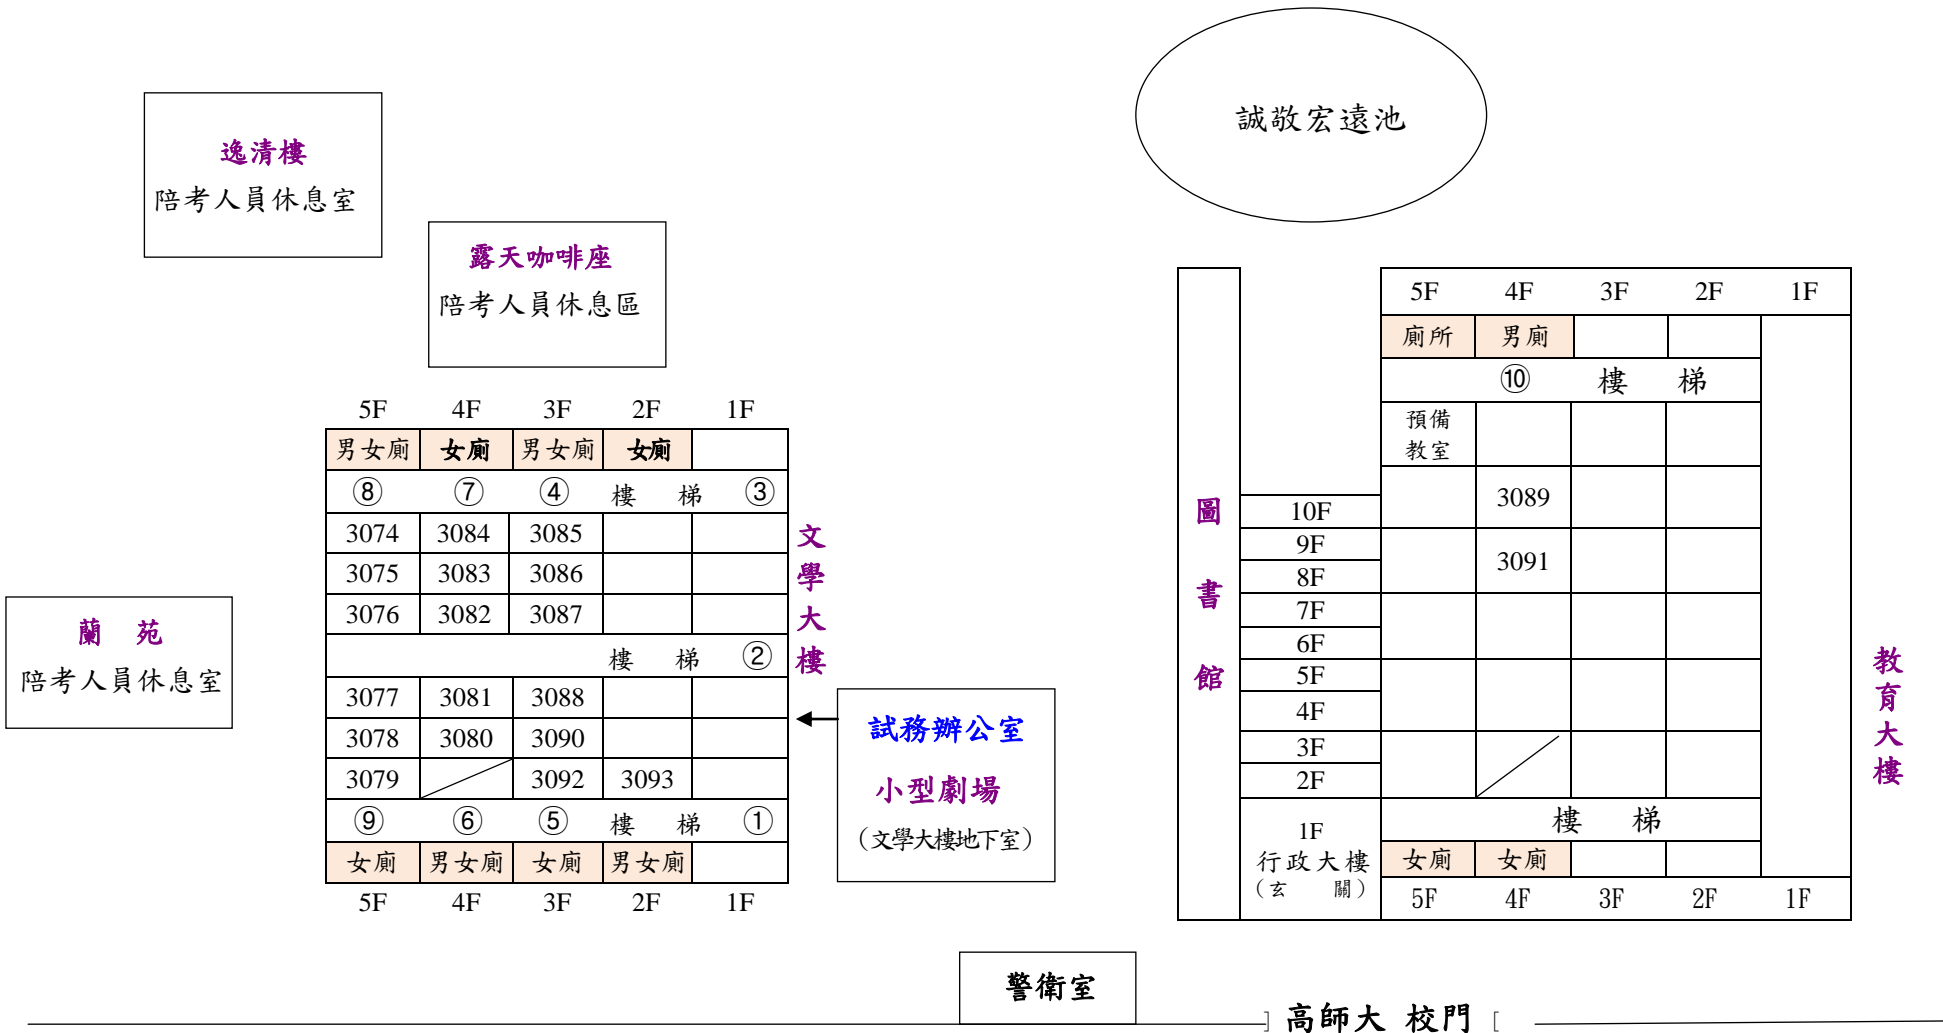 誠敬宏遠池
逸清樓
陪考人員休息室
露天咖啡座
陪考人員休息區
蘭 苑
陪考人員休息室
5F 4F 3F 2F 1F
男女廁 女廁 男女廁 女廁
⑧ ⑦ ④ 樓 梯 ③
3074 3084 3085
3075 3083 3086
3076 3082 3087
樓 梯 ②
3077 3081 3088
3078 3080 3090
3079 3092 3093
⑨ ⑥ ⑤ 樓 梯 ①
女廁 男女廁 女廁 男女廁
5F 4F 3F 2F 1F
文
學
大
樓
試務辦公室
小型劇場
(文學大樓地下室)
圖
書
館
10F
9F
8F
7F
6F
5F
4F
3F
2F
1F
行政大樓
(玄 關)
5F 4F 3F 2F 1F
廁所 男廁
⑩ 樓 梯
預備
教室
3089
3091
樓 梯
女廁 女廁
5F 4F 3F 2F 1F
教
育
大
樓
警衛室
] 高師大 校門 [